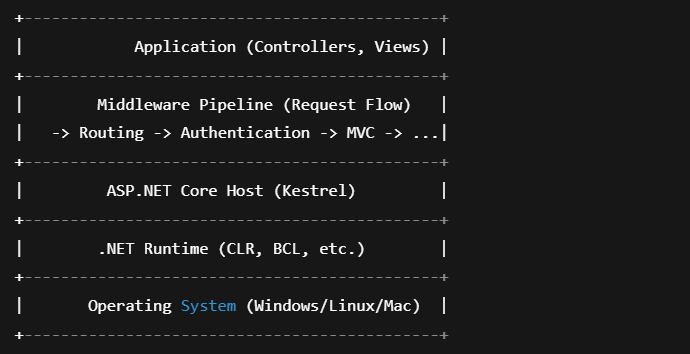 +---------------------------------------------+
|            Application (Controllers, Views) |
+---------------------------------------------+
|        Middleware Pipeline (Request Flow)   |
|   -> Routing -> Authentication -> MVC -> ...|
+---------------------------------------------+
|         ASP.NET Core Host (Kestrel)         |
+---------------------------------------------+
|        .NET Runtime (CLR, BCL, etc.)        |
+---------------------------------------------+
|       Operating System (Windows/Linux/Mac)  |
+---------------------------------------------+